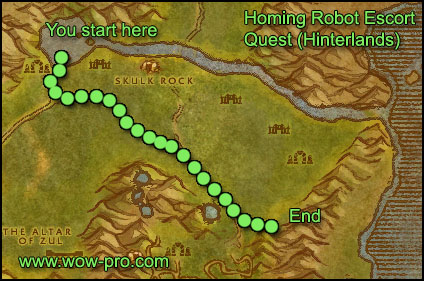 Homing Robot Escort
Quest (Hinterlands)
You start here
SKULK ROCK
End
THE ALTAR
OF ZUL
www.wow-pro.com